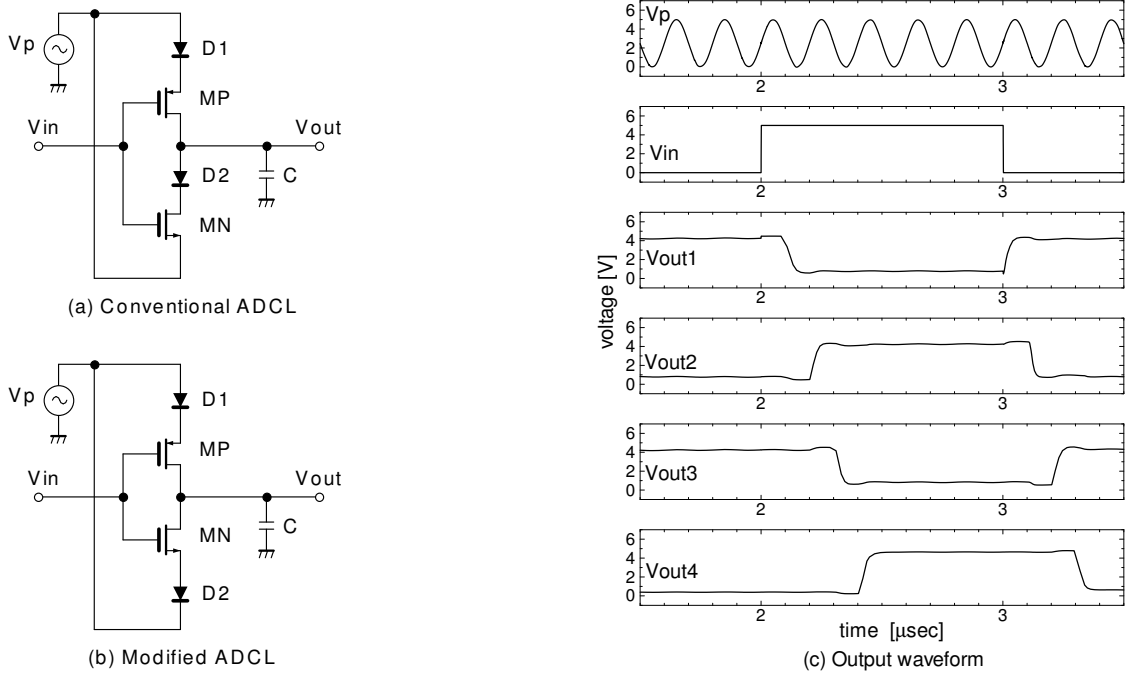 Vp
D1
MP
Vin
Vout
D2
C
MN
(a) Conventional ADCL
Vp
D1
MP
Vin
Vout
MN
C
D2
(b) Modified ADCL
voltage [V]
6
4
2
0
Vp
2
3
6
4
2
0
Vin
2
3
6
4
2
0
Vout1
2
3
6
4
2
0
Vout2
2
3
6
4
2
0
Vout3
2
3
6
4
2
0
Vout4
2
3
time [μsec]
(c) Output waveform